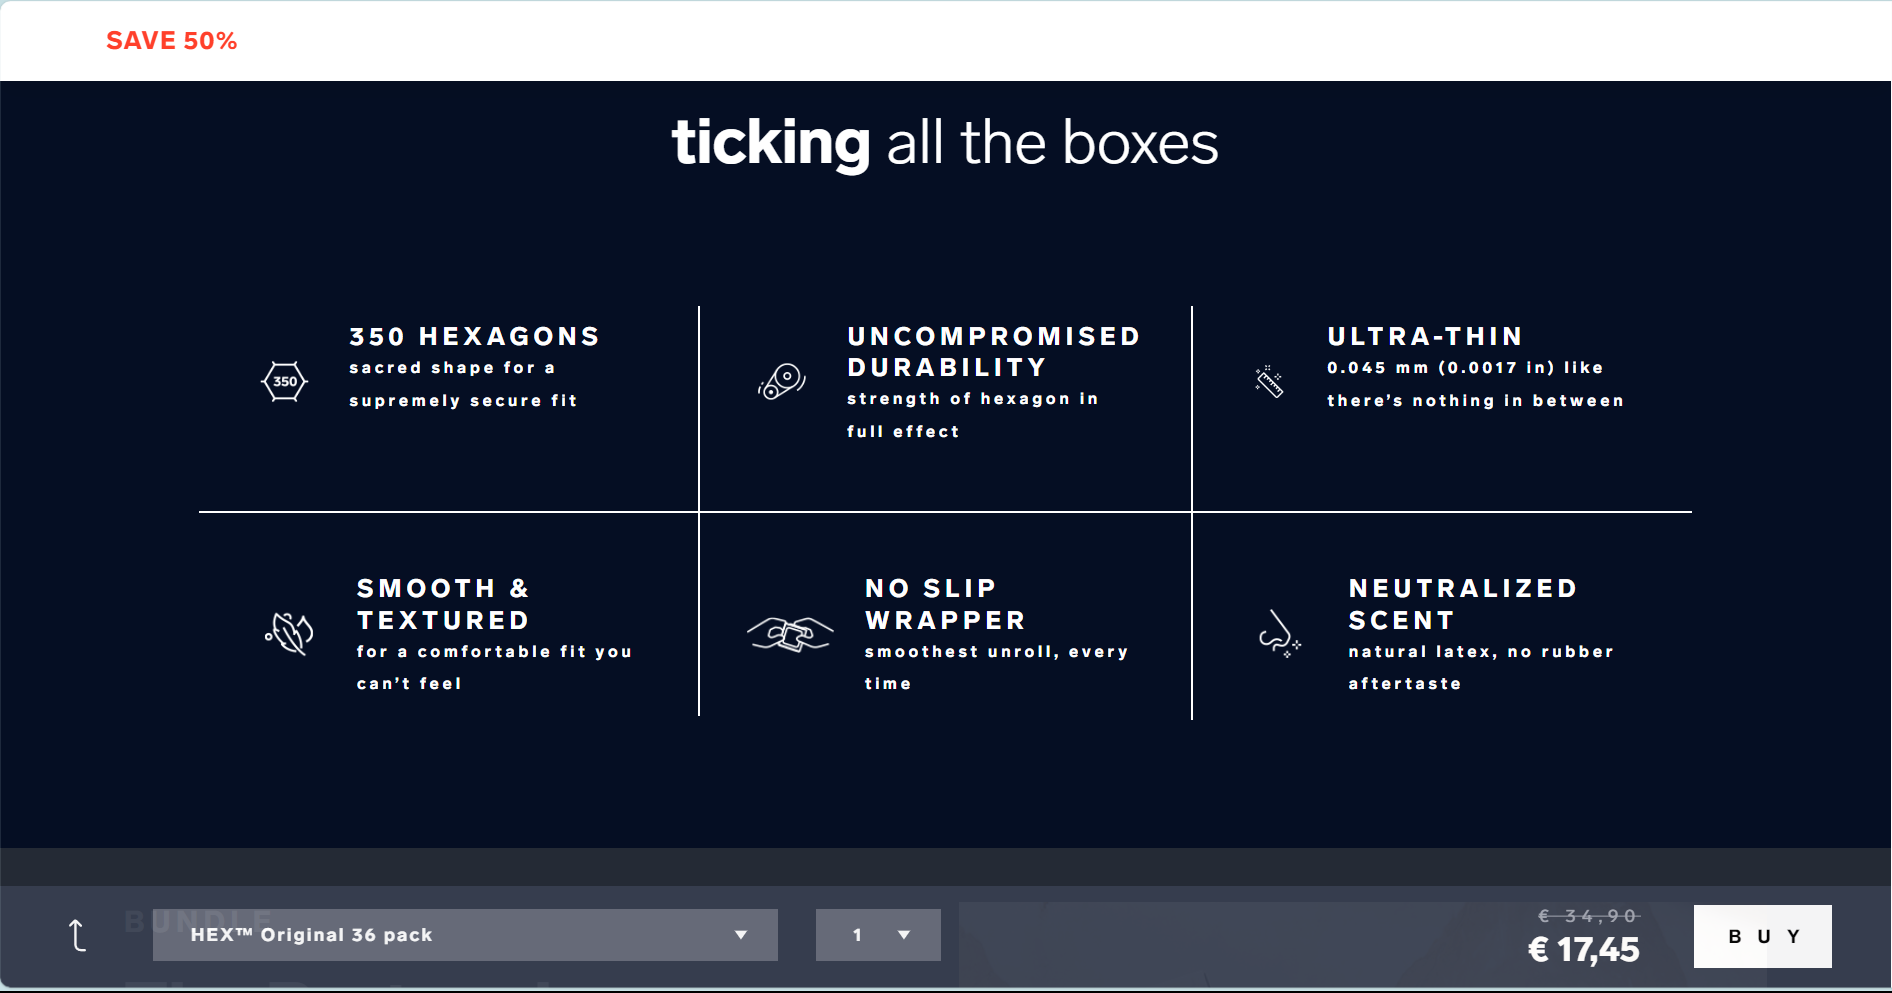 SAVE 50%
ticking all the boxes
350 HEXAGONS
sacred shape for a
supremely secure fit
350
UNCOMPROMISED
DURABILITY
strength of hexagon in
full effect
ULTRA-THIN
0.045 mm (0.0017 in) like
there’s nothing in between
SMOOTH &
TEXTURED
for a comfortable fit you
can’t feel
NO SLIP
WRAPPER
smoothest unroll, every
time
NEUTRALIZED
SCENT
natural latex, no rubber
aftertaste
BUNDLE
HEX™ Original 36 pack
1
€ 34,90
€ 17,45
BUY